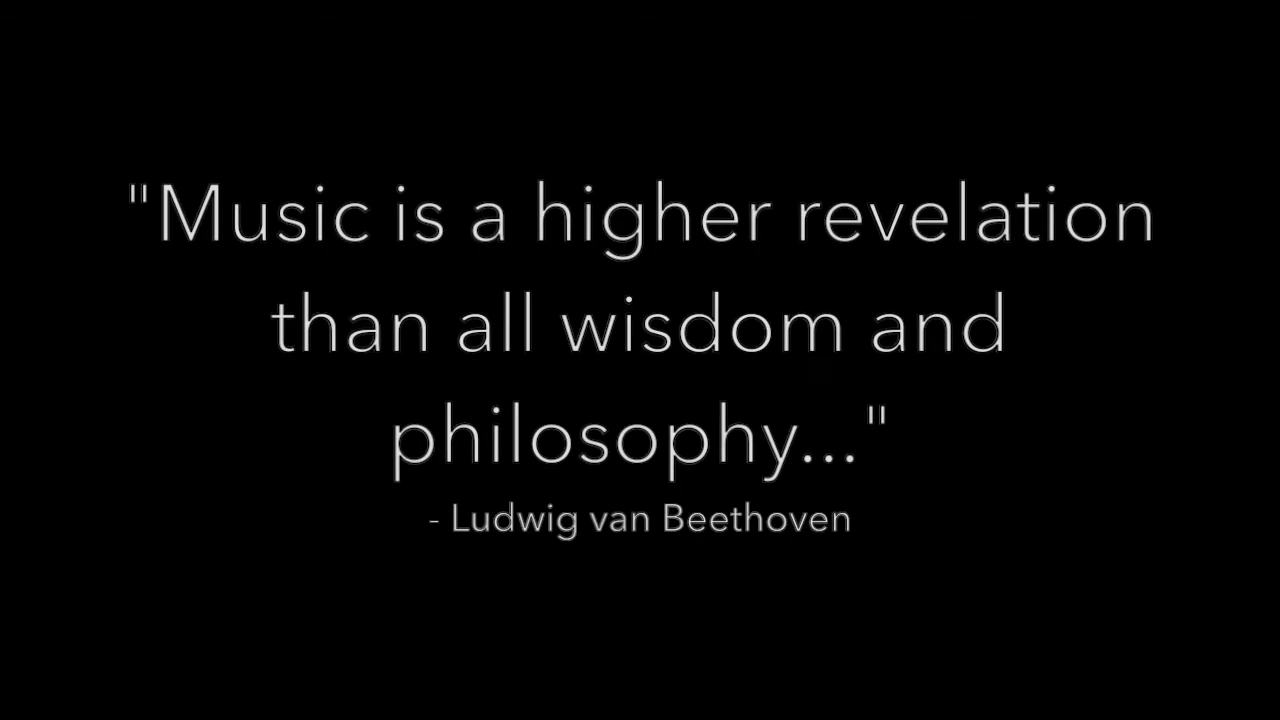 "Music is a higher revelation
than all wisdom and
philosophy..."
- Ludwig van Beethoven